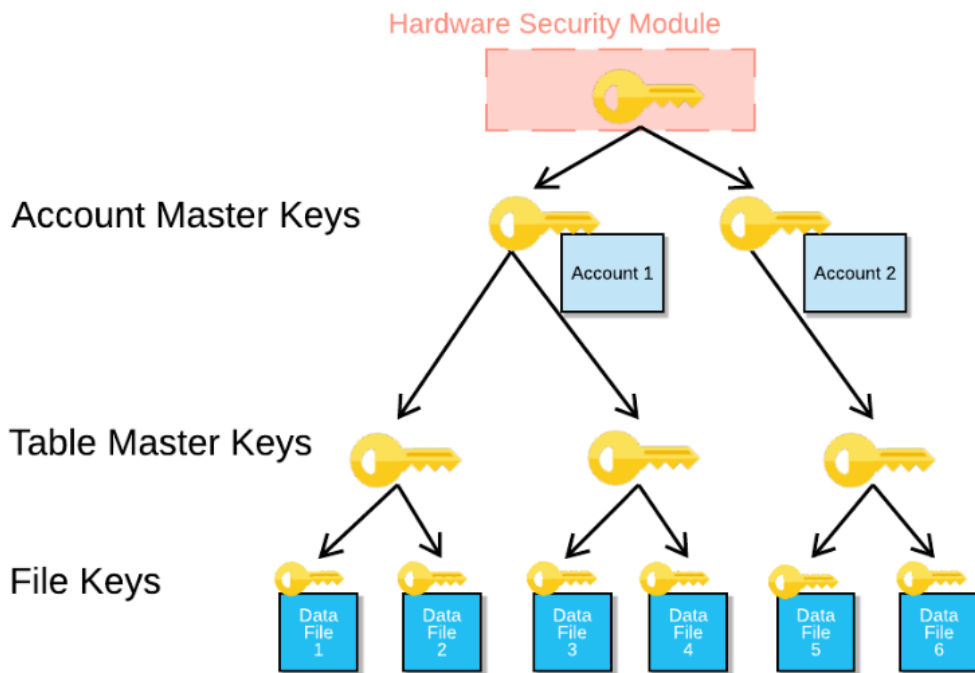 Hardware Security Module
Account Master Keys
Account 1
Account 2
Table Master Keys
File Keys
Data
File
1
Data
File
2
Data
File
3
Data
File
4
Data
File
5
Data
File
6